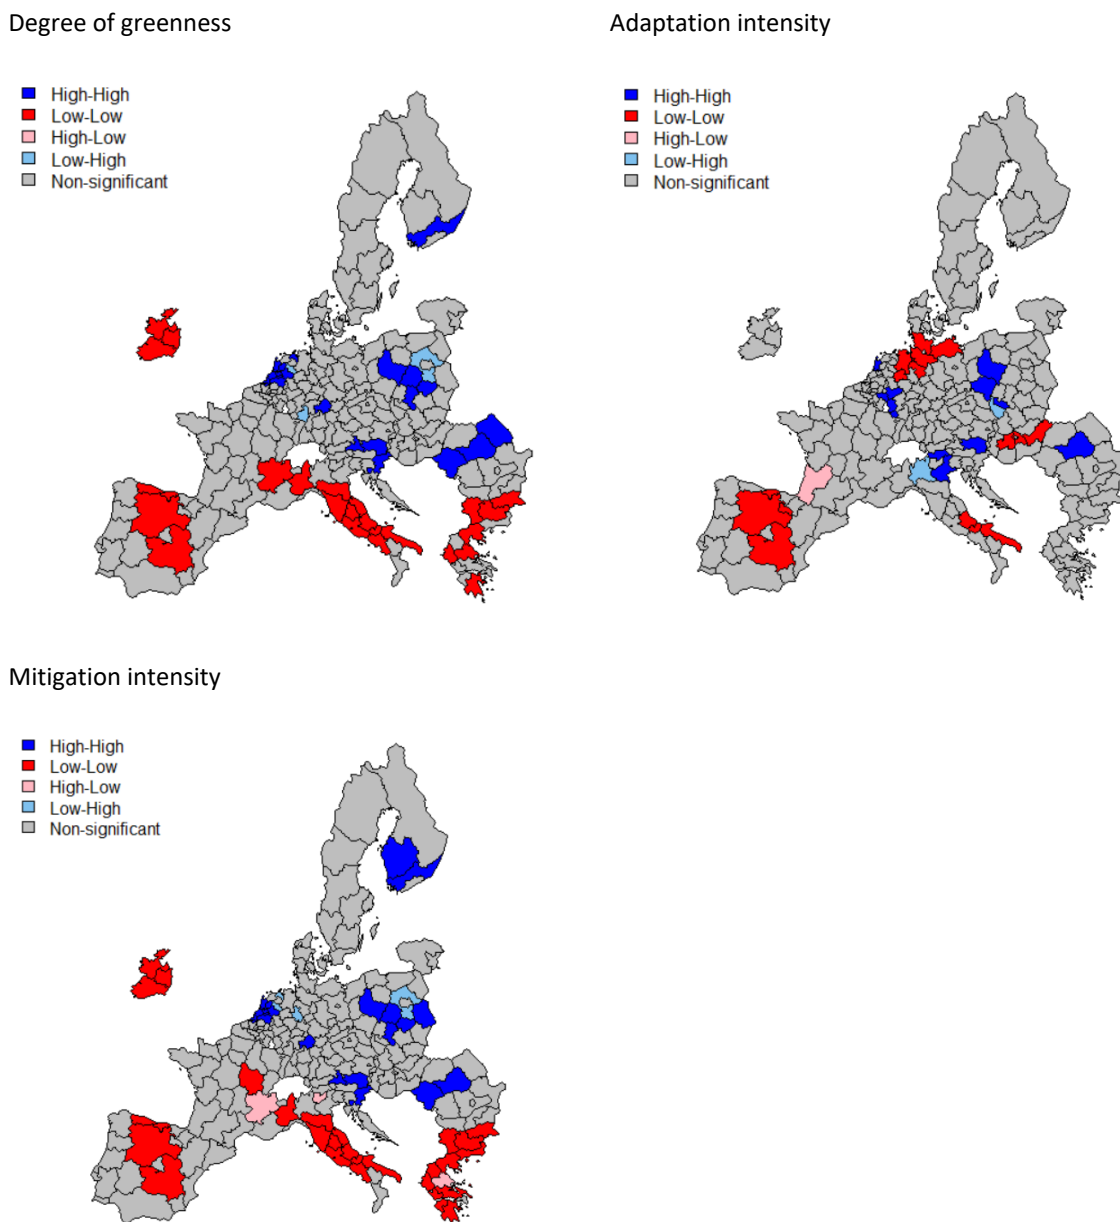 Degree of greenness
High-High
Low-Low
High-Low
Low-High
Non-significant
Adaptation intensity
High-High
Low-Low
High-Low
Low-High
Non-significant
Mitigation intensity
High-High
Low-Low
High-Low
Low-High
Non-significant